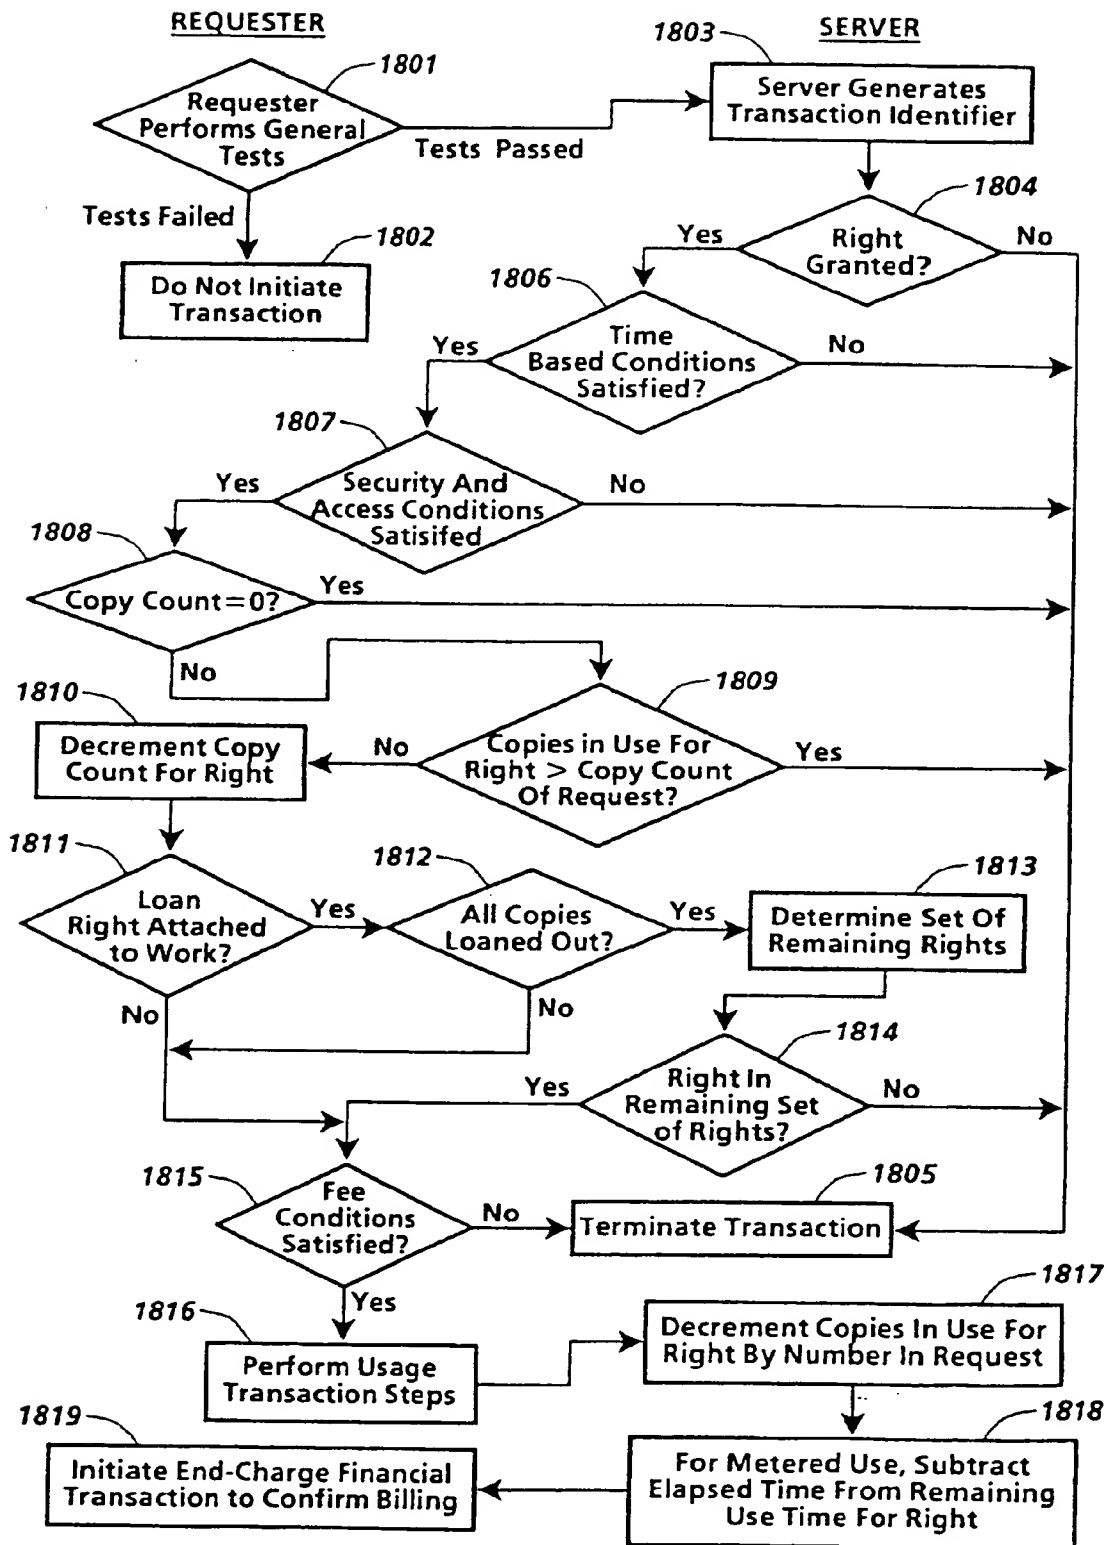 REQUESTER
SERVER
1801
1803
Requester
Performs General
Tests
Tests Passed
Server Generates
Transaction Identifier
Tests Failed
1802
Do Not Initiate
Transaction
1804
Yes
Right
Granted?
No
1806
Yes
Time
Based Conditions
Satisfied?
No
1807
Yes
Security And
Access Conditions
Satisifed
No
1808
Copy Count=0?
Yes
No
1809
1810
Decrement Copy
Count For Right
No
Copies in Use For
Right > Copy Count
Of Request?
Yes
1811
Loan
Right Attached
to Work?
Yes
No
1812
All Copies
Loaned Out?
Yes
No
1813
Determine Set Of
Remaining Rights
1814
Yes
Right In
Remaining Set
of Rights?
No
1815
Fee
Conditions
Satisfied?
No
Yes
1805
Terminate Transaction
1816
Perform Usage
Transaction Steps
1817
Decrement Copies In Use For
Right By Number In Request
1818
For Metered Use, Subtract
Elapsed Time From Remaining
Use Time For Right
1819
Initiate End-Charge Financial
Transaction to Confirm Billing